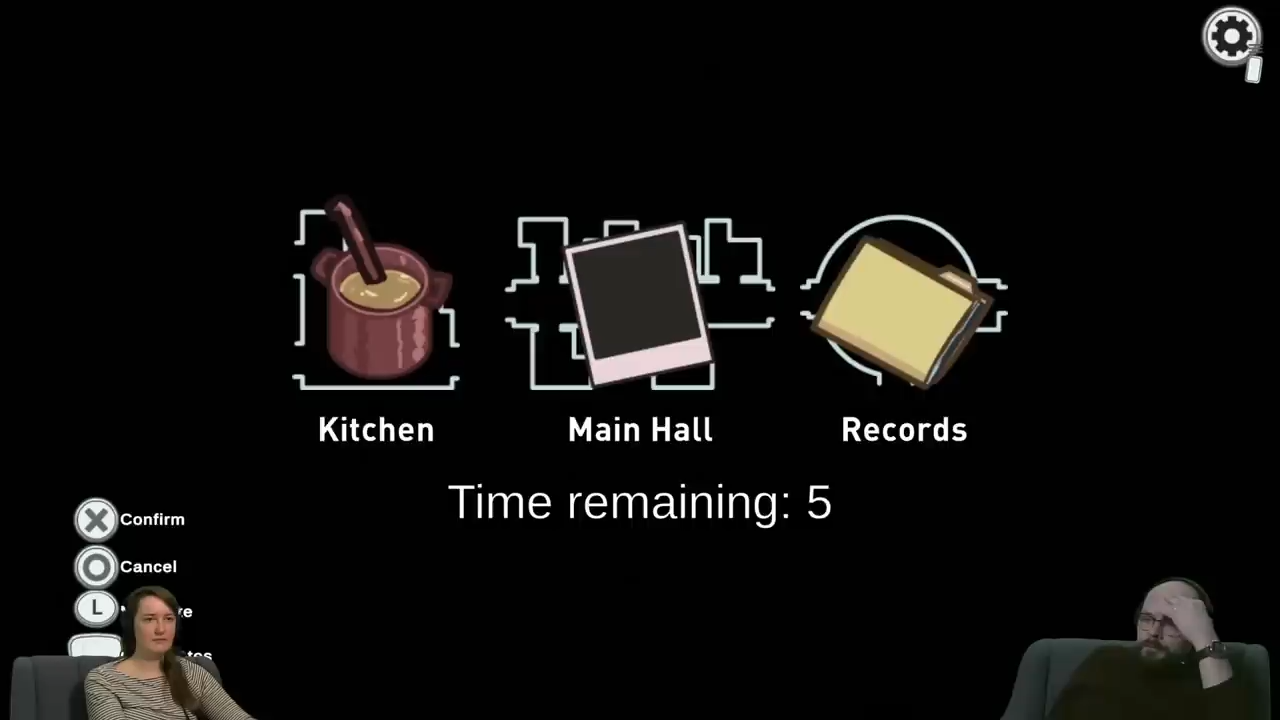 Kitchen
Main Hall
Records
Time remaining: 5
Confirm
Cancel
L